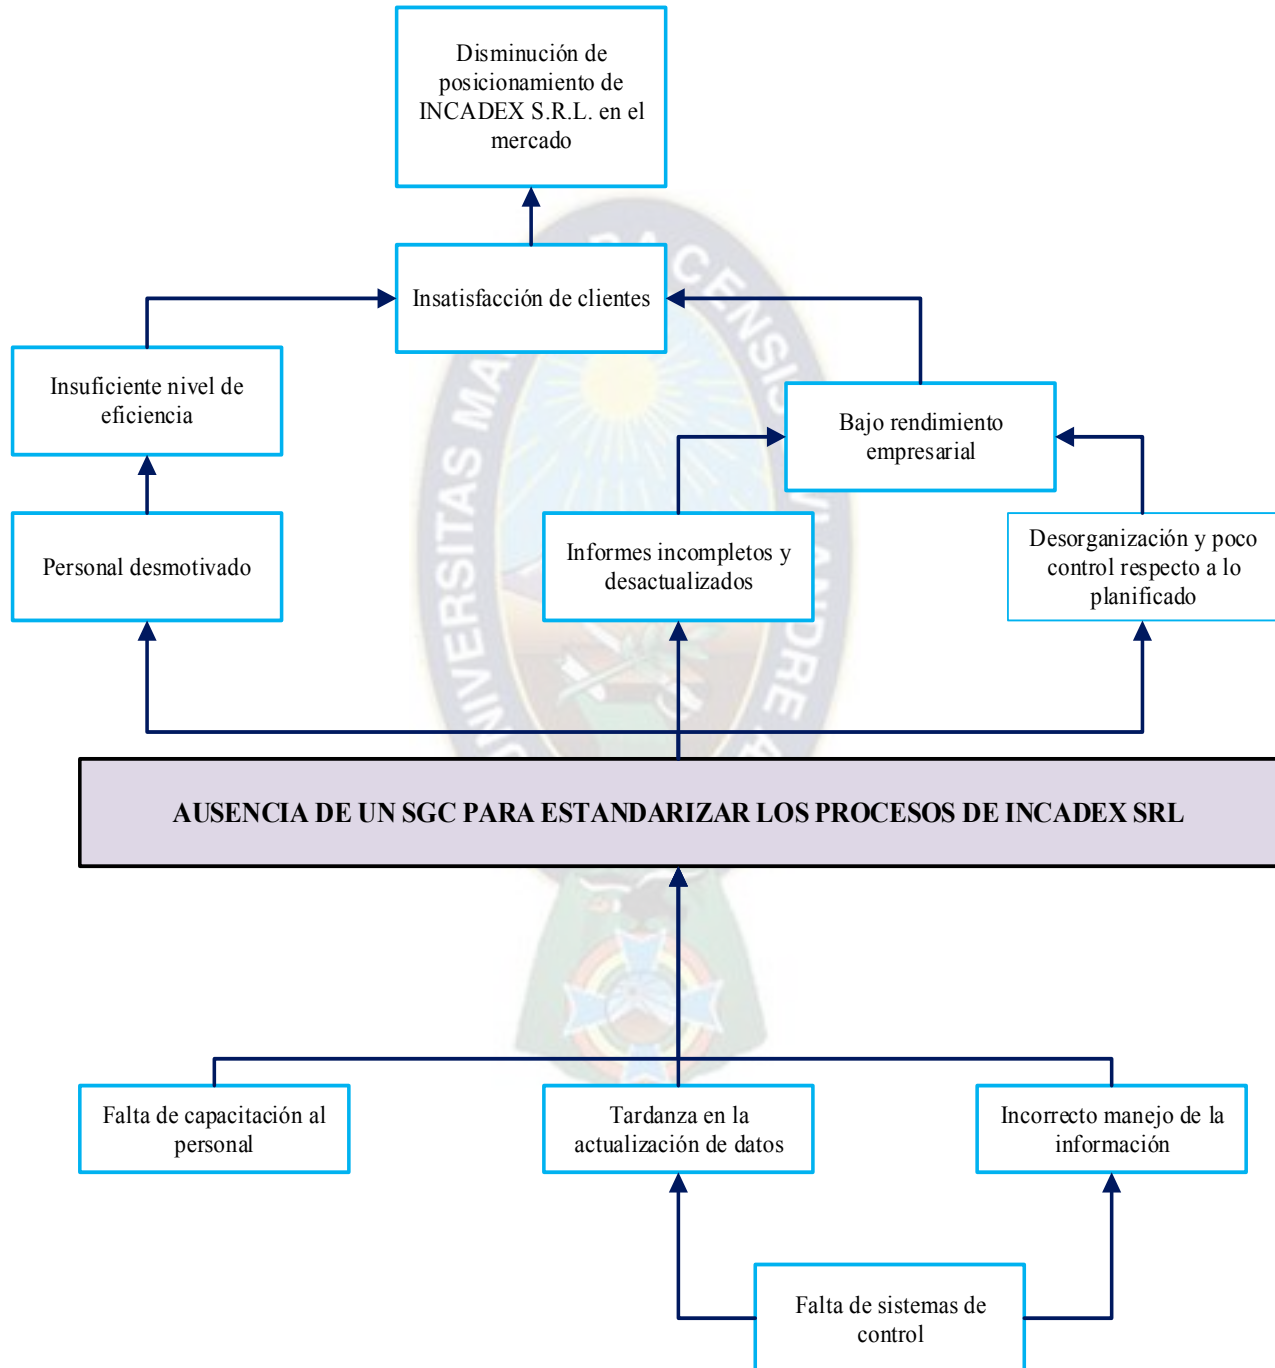 Disminución de
posicionamiento de
INCADEX S.R.L. en el
mercado
Insatisfacción de clientes
Insuficiente nivel de
eficiencia
Bajo rendimiento
empresarial
Personal desmotivado
Informes incompletos y
desactualizados
Desorganización y poco
control respecto a lo
planificado
AUSENCIA DE UN SGC PARA ESTANDARIZAR LOS PROCESOS DE INCADEX SRL
Falta de capacitación al
personal
Tardanza en la
actualización de datos
Incorrecto manejo de la
información
Falta de sistemas de
control
UNIVERSITAS